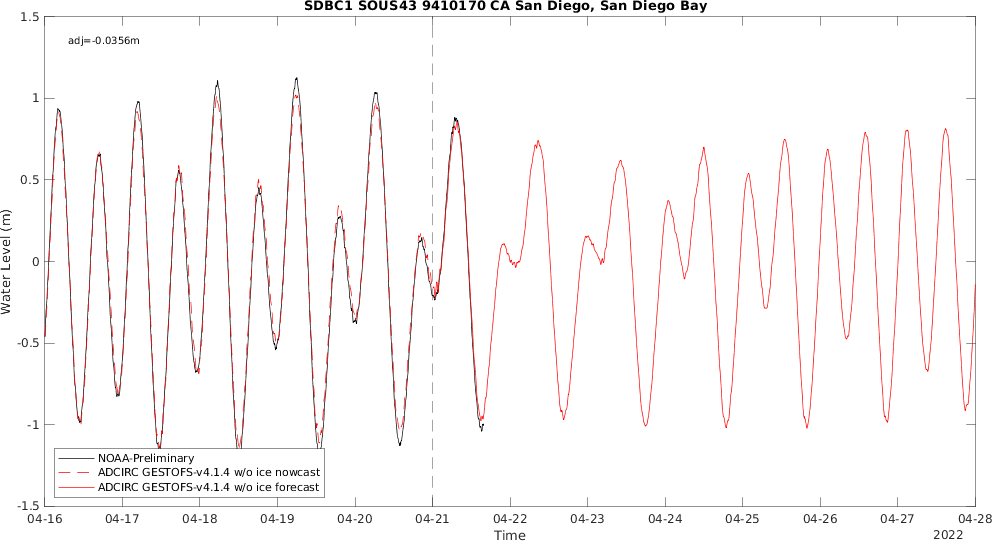 SDBC1 SOUS43 9410170 CA San Diego, San Diego Bay
1.5
adj=-0.0356m
1
0.5
0
-0.5
-1
-1.5
Water Level (m)
NOAA-Preliminary
ADCIRC GESTOFS-v4.1.4 w/o ice nowcast
ADCIRC GESTOFS-v4.1.4 w/o ice forecast
04-16 04-17 04-18 04-19 04-20 04-21 04-22 04-23 04-24 04-25 04-26 04-27 04-28
Time
2022